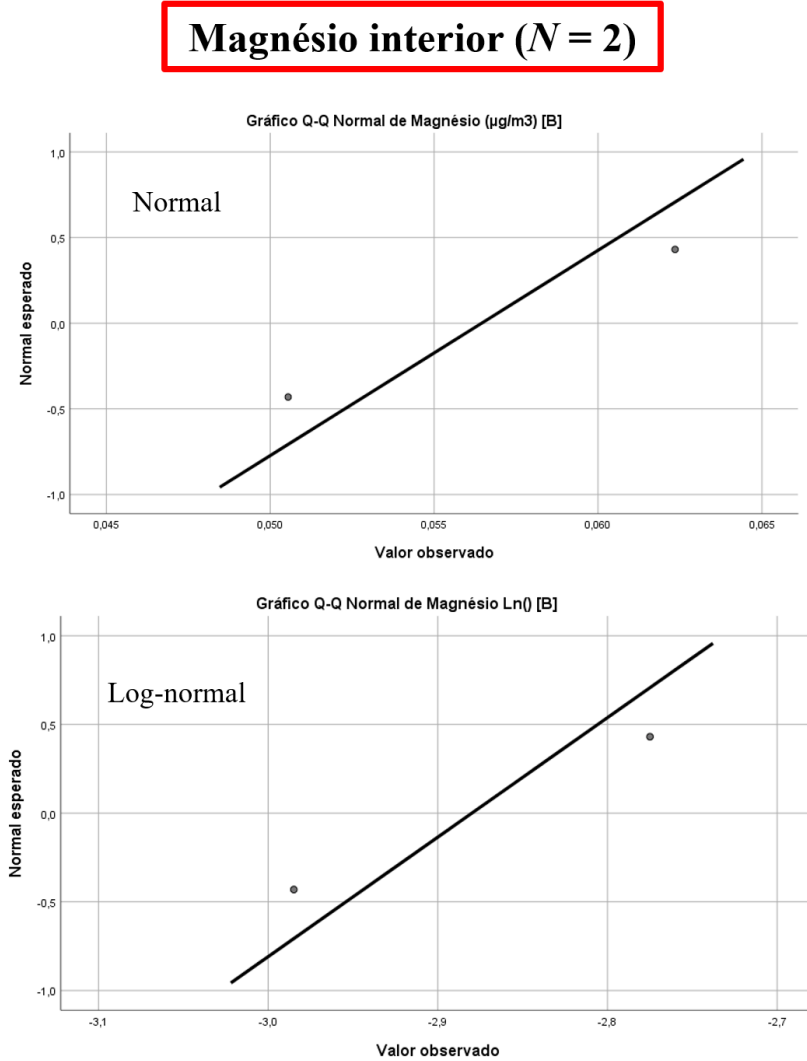 Magnésio interior (N = 2)
Gráfico Q-Q Normal de Magnésio (µg/m3) [B]
Normal
Normal esperado
1,0
0,5
0,0
-0,5
-1,0
0,045 0,050 0,055 0,060 0,065
Valor observado
Gráfico Q-Q Normal de Magnésio Ln() [B]
Log-normal
Normal esperado
1,0
0,5
0,0
-0,5
-1,0
-3,1 -3,0 -2,9 -2,8 -2,7
Valor observado